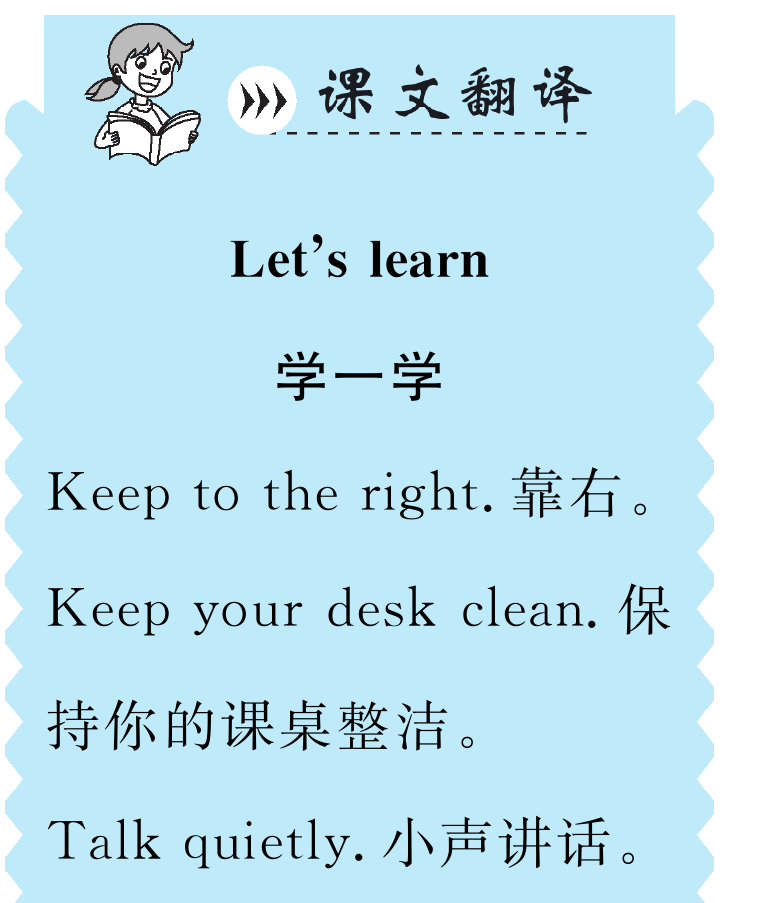 课文翻译
Let's learn
学一学
Keep to the right. 靠右。
Keep your desk clean. 保
持你的课桌整洁。
Talk quietly. 小声讲话。